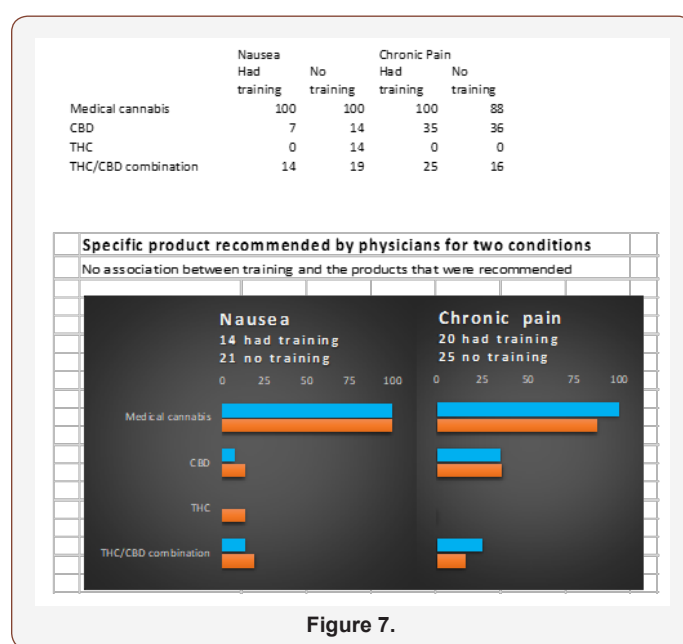 Nausea Chronic Pain
Had No Had No
training training training training
Medical cannabis 100 100 100 88
CBD 7 14 35 36
THC 0 14 0 0
THC/CBD combination 14 19 25 16
Specific product recommended by physicians for two conditions
No association between training and the products that were recommended
Nausea
14 had training
21 no training
0 25 50 75 100
Chronic pain
20 had training
25 no training
0 25 50 75 100
Medical cannabis
CBD
THC
THC/CBD combination
Figure 7.